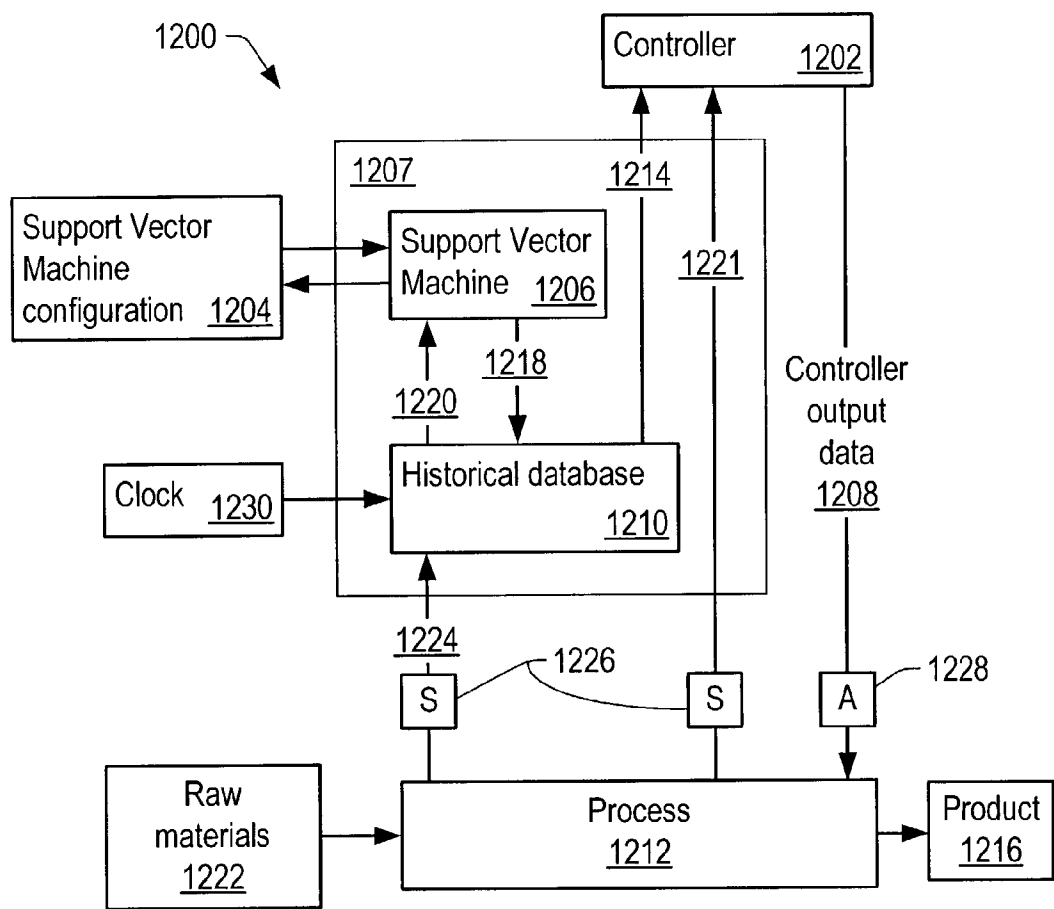 1200
Controller
1202
1207
1214
Support Vector
Machine
configuration 1204
Support Vector
Machine
1206
1221
1218
1220
Controller
output
data
1208
Clock 1230
Historical database
1210
1224
1226
1228
S
S
A
Raw
materials
1222
Process
1212
Product
1216